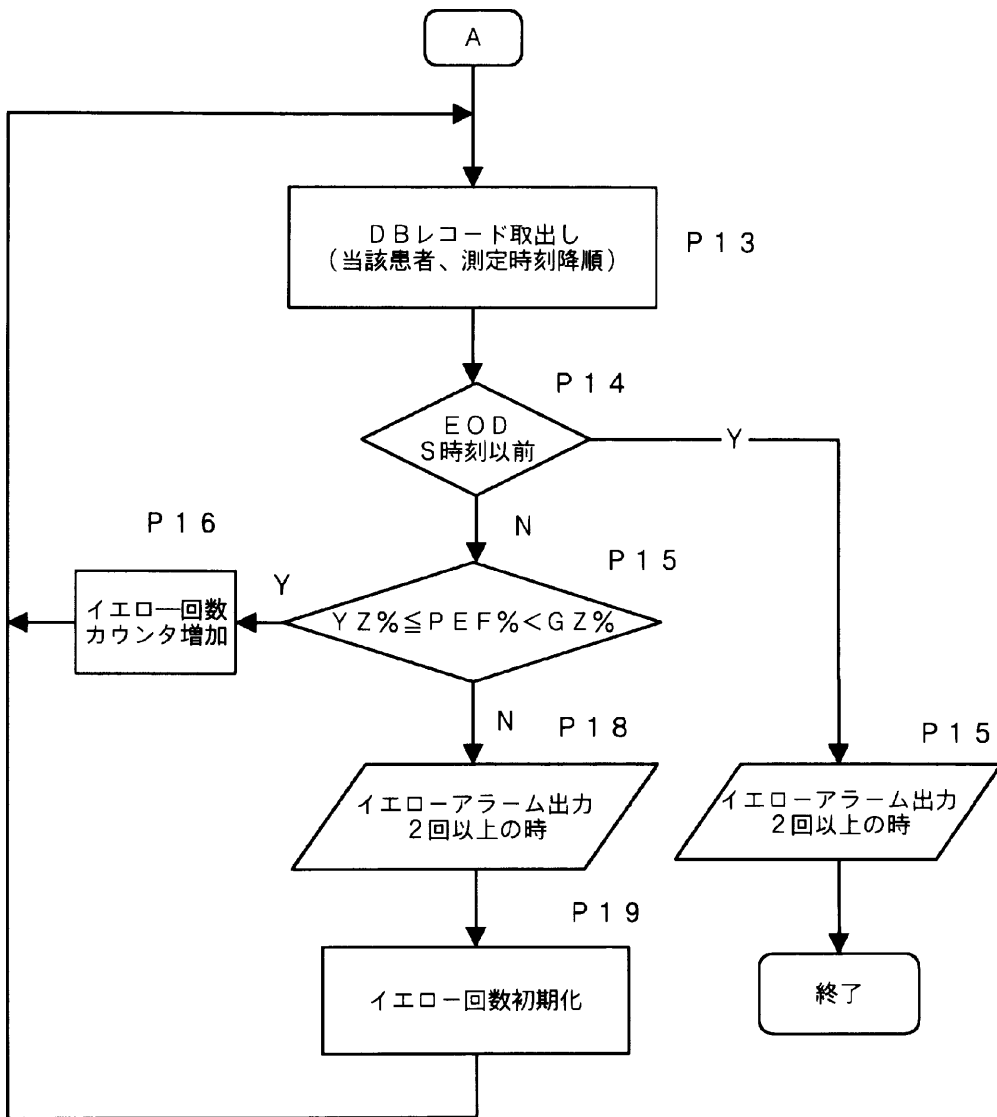 A
DBレコード取出し
(当該患者、測定時刻降順)
P13
P14
EOD
S時刻以前
Y
N
P16
イエロー回数
カウンタ増加
Y
P15
YZ%≦PEF%<GZ%
N
P18
イエローアラーム出力
2回以上の時
P15
イエローアラーム出力
2回以上の時
P19
イエロー回数初期化
終了